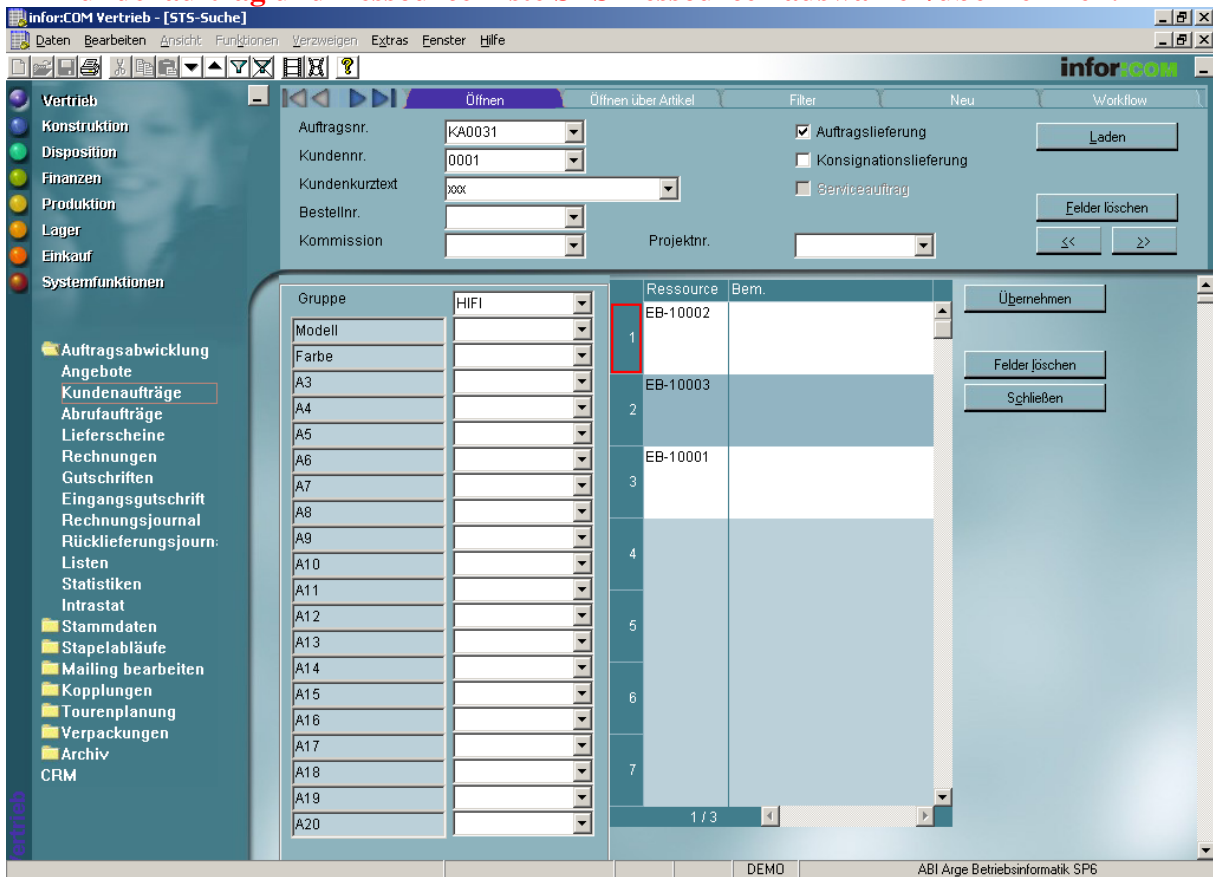 infor:COM Vertrieb - [STS-Suche]
Daten Bearbeiten Ansicht Funktionen Verzweigen Extras Fenster Hilfe
infor:COM
Vertrieb
Konstruktion
Disposition
Finanzen
Produktion
Lager
Einkauf
Systemfunktionen
Auftragsabwicklung
Angebote
Kundenaufträge
Abrufaufträge
Lieferscheine
Rechnungen
Gutschriften
Eingangsgutschrift
Rechnungsjournal
Rücklieferungsjourn
Listen
Statistiken
Intrastat
Stammdaten
Stapelabläufe
Mailing bearbeiten
Kopplungen
Tourenplanung
Verpackungen
Archiv
CRM
Öffnen Öffnen über Artikel Filter Neu Workflow
Auftragsnr. KA0031 Auftragslieferung Laden
Kundennr. 0001 Konsignationslieferung
Kundenkurztext xxx Serviceauftrag
Bestellnr. Felder löschen
Kommission Projektnr. << >>
Gruppe HIFI
Modell
Farbe
A3
A4
A5
A6
A7
A8
A9
A10
A11
A12
A13
A14
A15
A16
A17
A18
A19
A20
Ressource Bem.
1 EB-10002
2 EB-10003
3 EB-10001
4
5
6
7
1 / 3
Übernehmen
Felder löschen
Schließen
DEMO ABI Arge Betriebsinformatik SP6